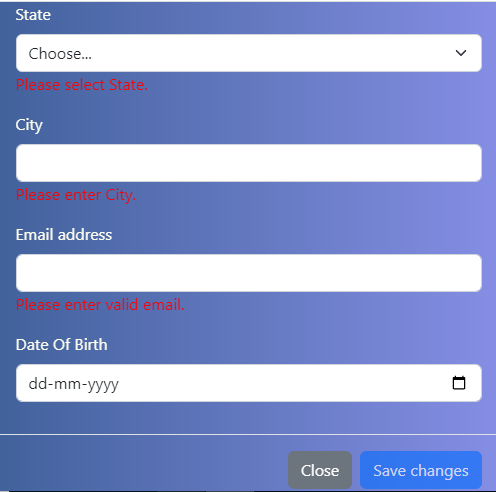 State
Choose...
Please select State.
City
Please enter City.
Email address
Please enter valid email.
Date Of Birth
dd-mm-yyyy
Close Save changes